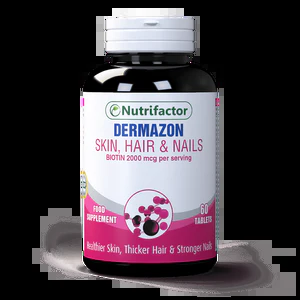 Nutrifactor
DERMAZON
SKIN, HAIR & NAILS
BIOTIN 2000 mcg per serving
FOOD
SUPPLEMENT
60
TABLETS
Healthier Skin, Thicker Hair & Stronger Nails